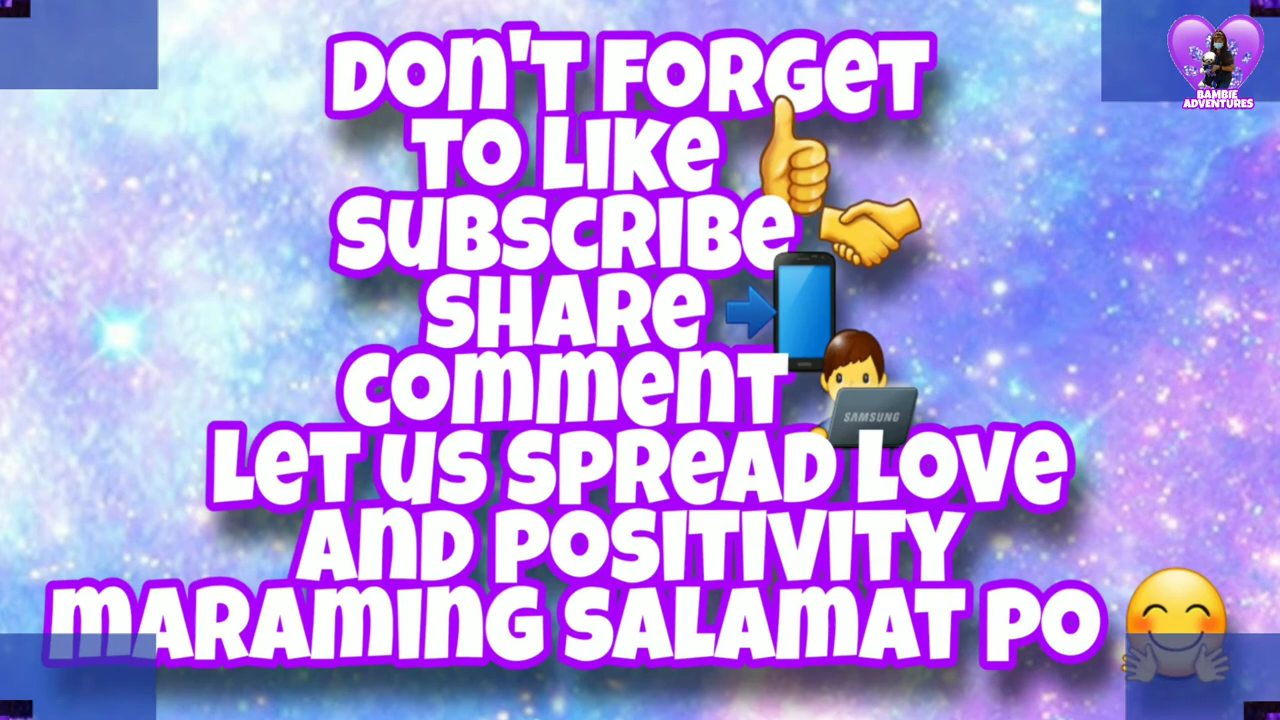 DON'T FORGET
TO LIKE
SUBSCRIBE
SHARE
COMMENT
SAMSUNG
LET US SPREAD LOVE
AND POSITIVITY
MARAMING SALAMAT PO
BAMBIE
ADVENTURES